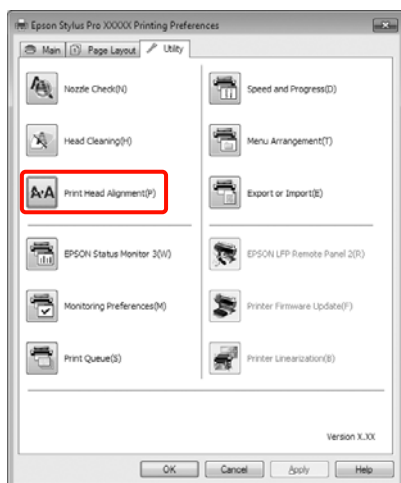 Epson Stylus Pro XXXXX Printing Preferences
Main
Page Layout
Utility
Nozzle Check(N)
Speed and Progress(D)
Head Cleaning(H)
Menu Arrangement(T)
A A Print Head Alignment(P)
Export or Import(E)
EPSON Status Monitor 3(W)
EPSON LFP Remote Panel 2(R)
Monitoring Preferences(M)
Printer Firmware Update(F)
Print Queue(S)
Printer Linearization(B)
Version X.XX
OK
Cancel
Apply
Help